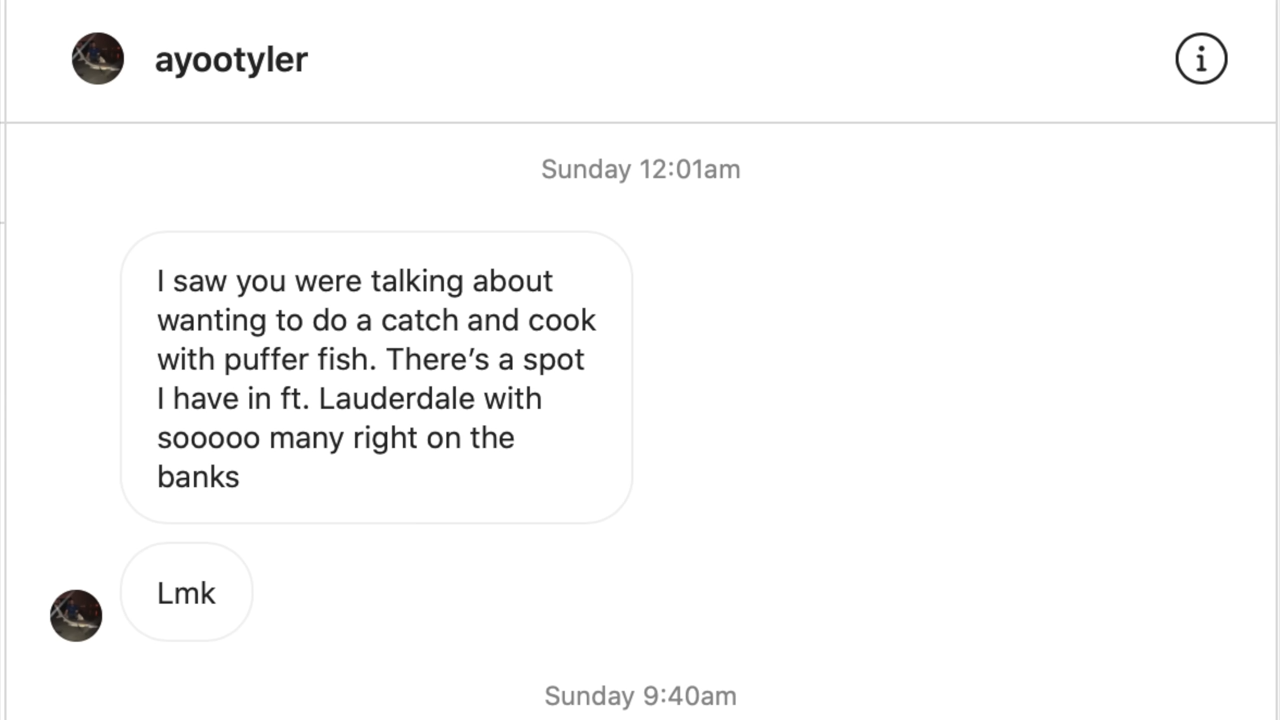 ayootyler
Sunday 12:01am
I saw you were talking about
wanting to do a catch and cook
with puffer fish. There's a spot
I have in ft. Lauderdale with
sooooo many right on the
banks
Lmk
Sunday 9:40am